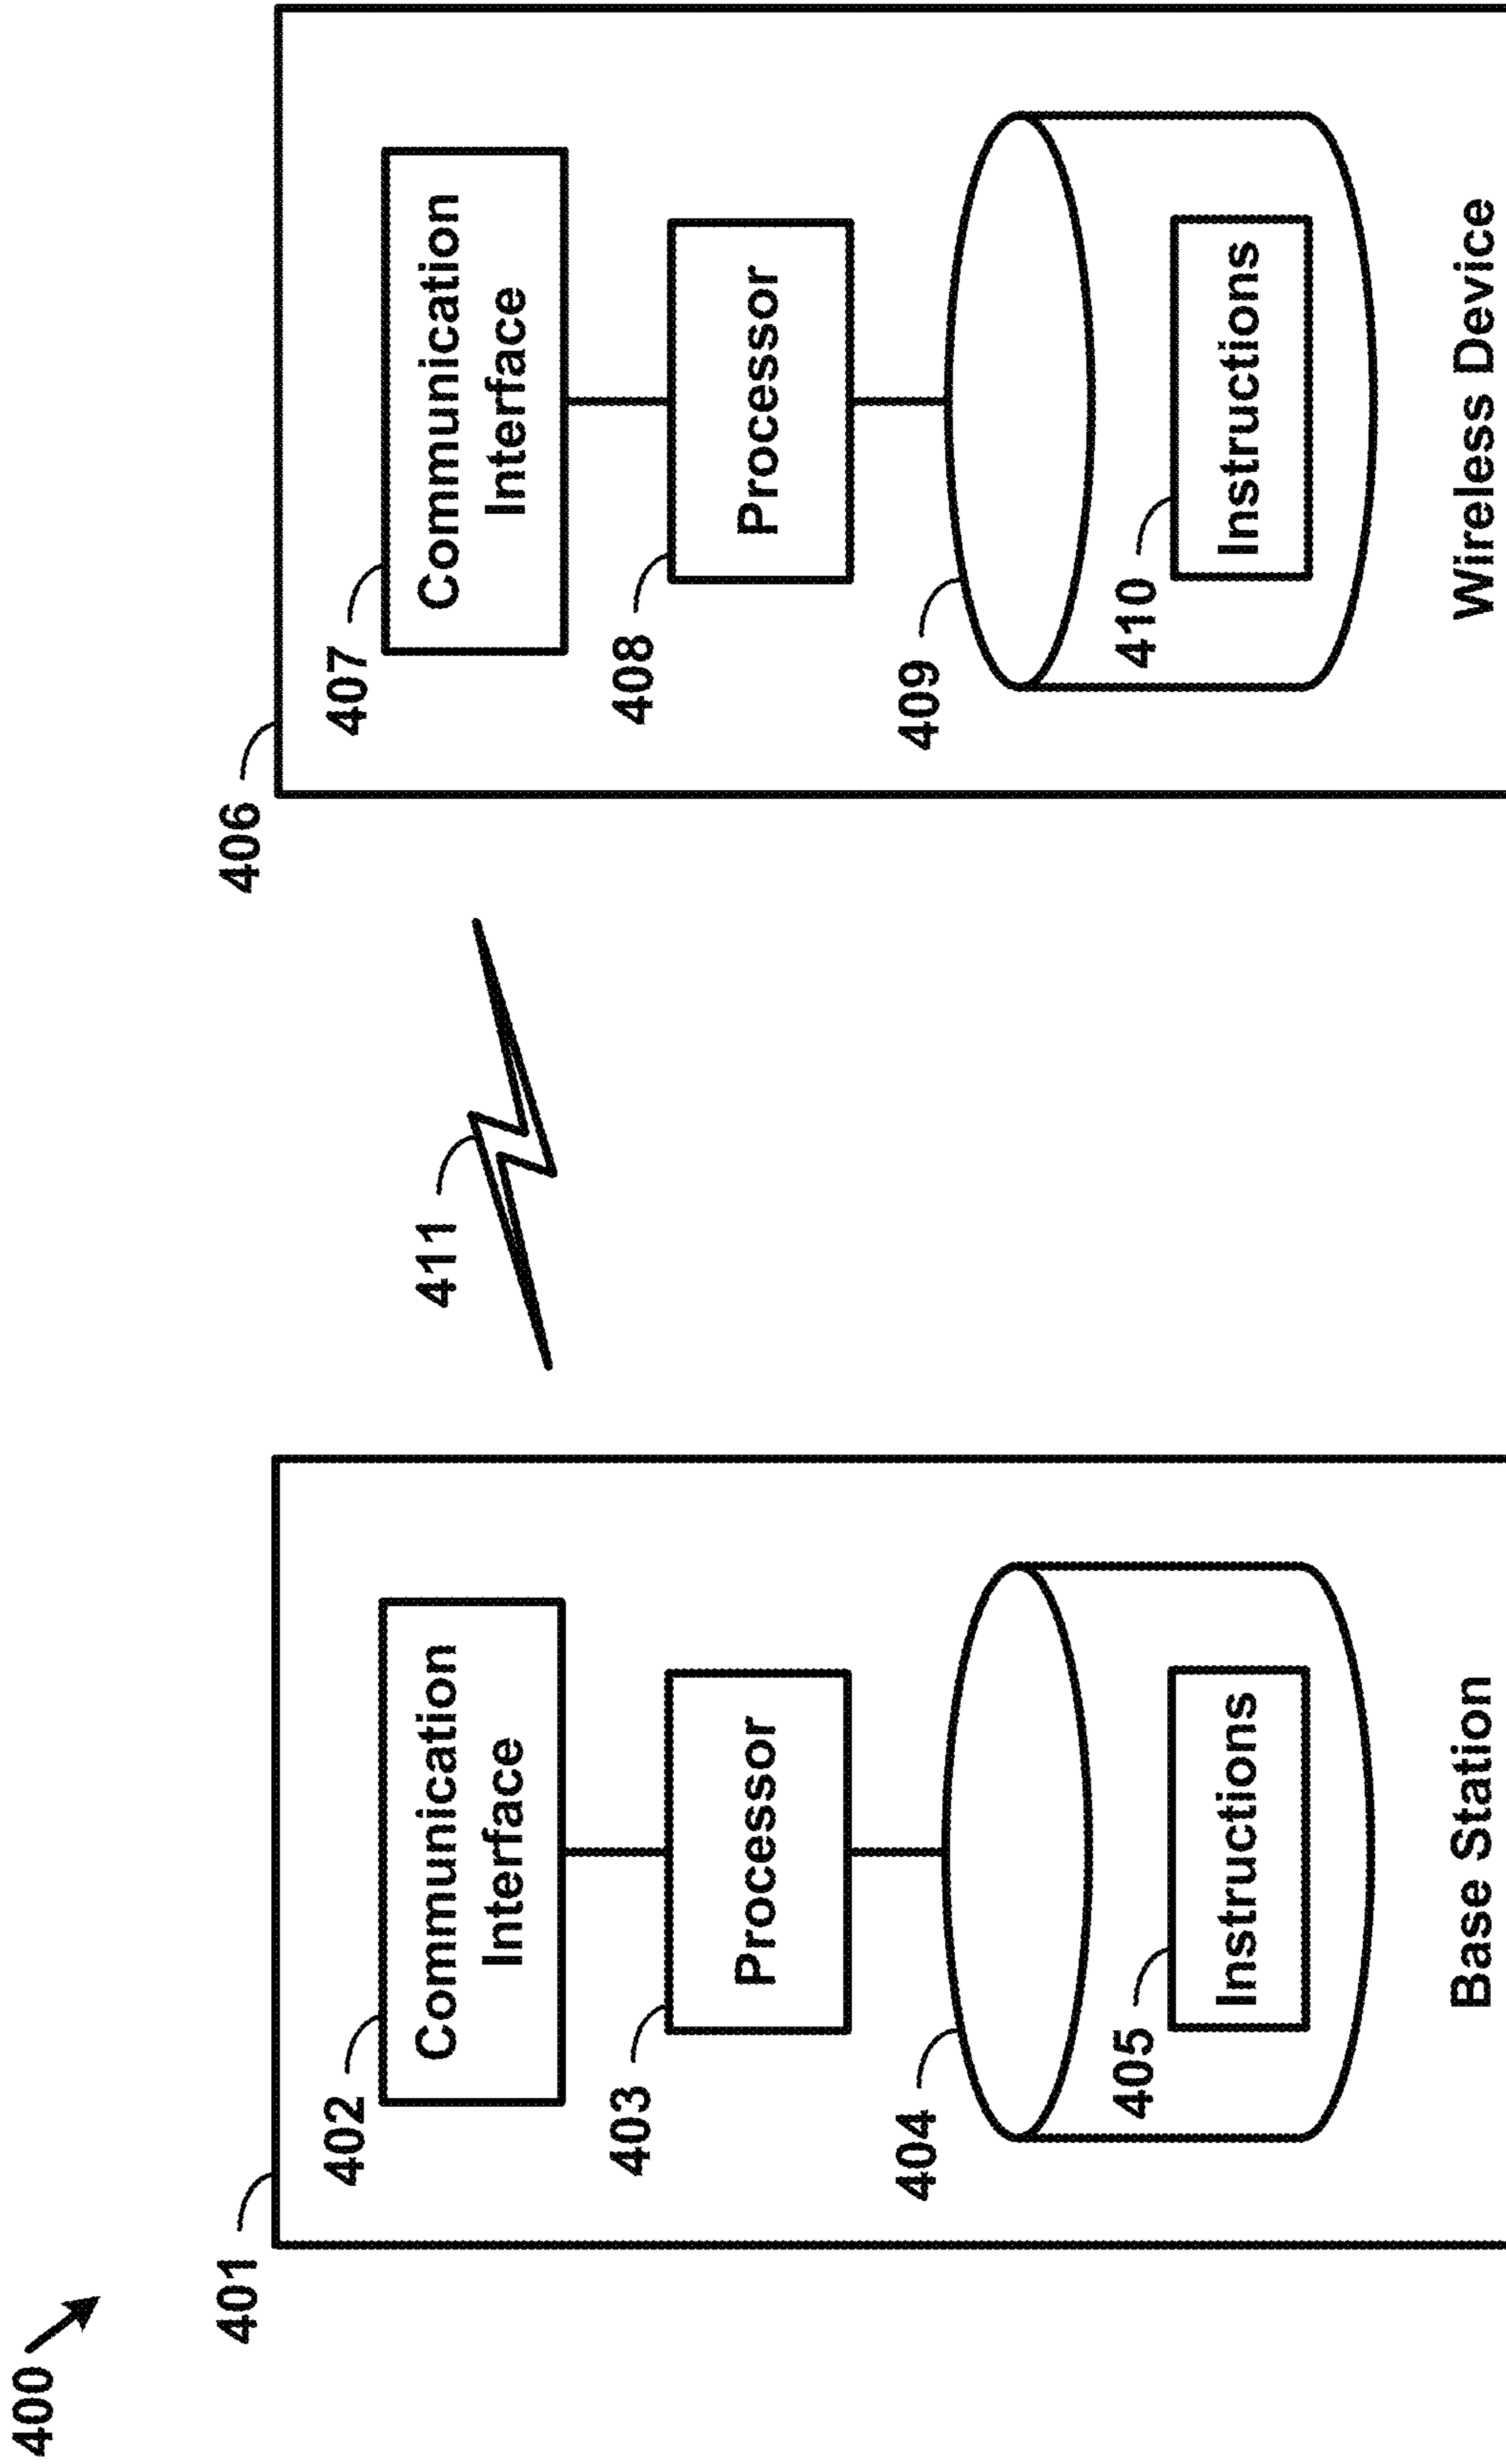 400
401
402
Communication
Interface
403
Processor
404
405
Instructions
Base Station
411
406
407
Communication
Interface
408
Processor
409
410
Instructions
Wireless Device